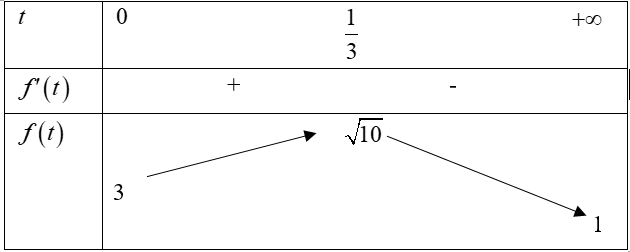 t 0 1/3 +∞
f'(t) + -
f(t) √10
3
1